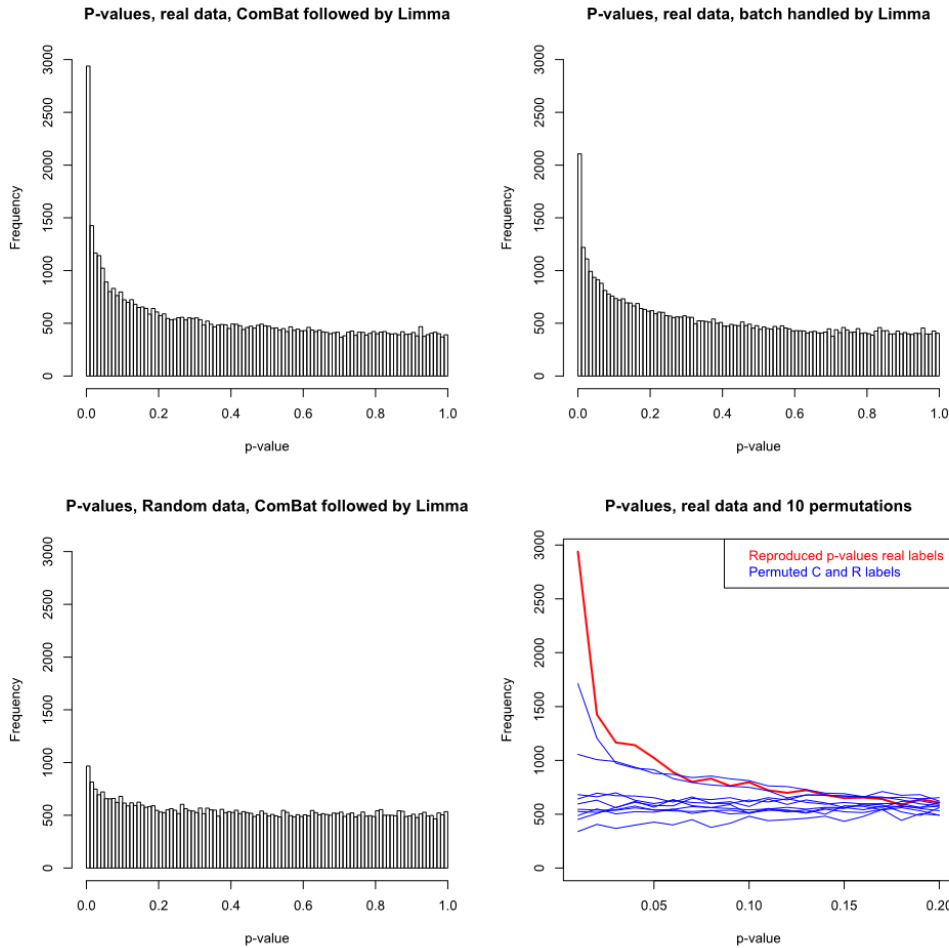 P-values, real data, ComBat followed by Limma
3000
2500
2000
1500
1000
500
0
Frequency
0.0 0.2 0.4 0.6 0.8 1.0
p-value
P-values, real data, batch handled by Limma
3000
2500
2000
1500
1000
500
0
Frequency
0.0 0.2 0.4 0.6 0.8 1.0
p-value
P-values, Random data, ComBat followed by Limma
3000
2500
2000
1500
1000
500
0
Frequency
0.0 0.2 0.4 0.6 0.8 1.0
p-value
P-values, real data and 10 permutations
Reproduced p-values real labels
Permuted C and R labels
3000
2500
2000
1500
1000
500
0
Frequency
0.05 0.10 0.15 0.20
p-value